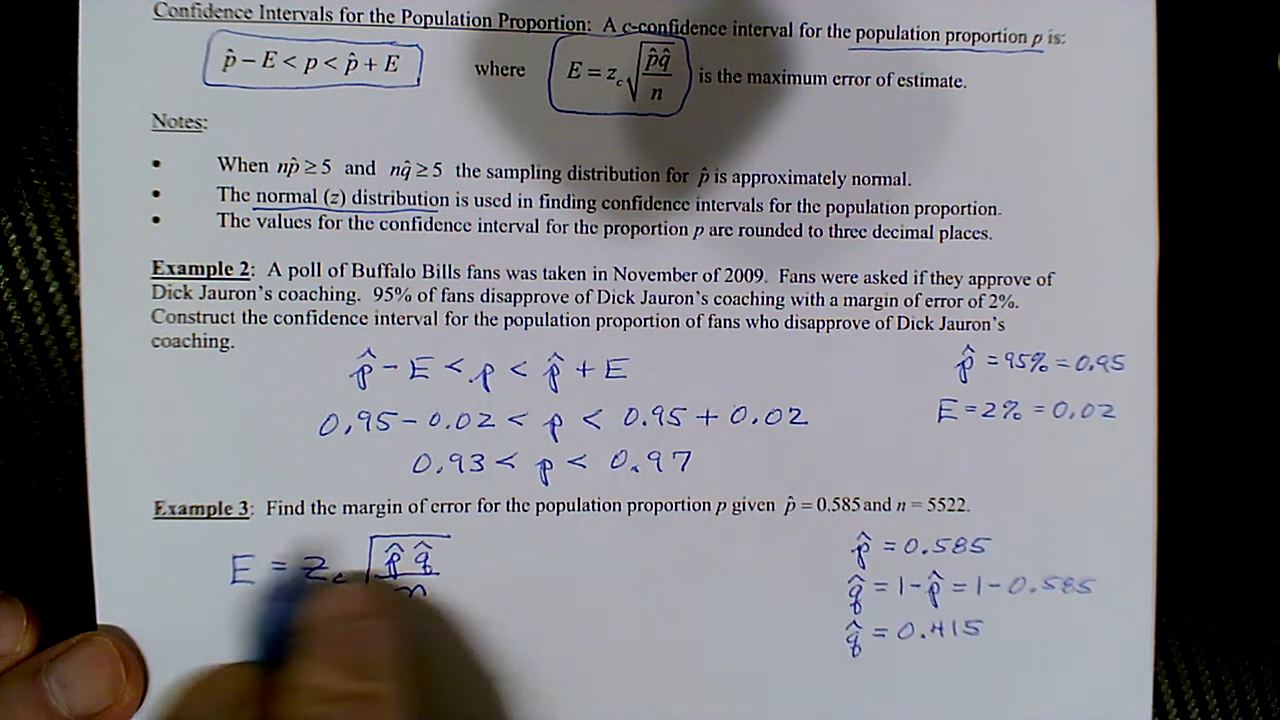 Confidence Intervals for the Population Proportion: A c-confidence interval for the population proportion p is:
p̂ − E < p < p̂ + E where E = z_c √(p̂q̂/n) is the maximum error of estimate.
Notes:
• When np̂ ≥ 5 and nq̂ ≥ 5 the sampling distribution for p̂ is approximately normal.
• The normal (z) distribution is used in finding confidence intervals for the population proportion.
• The values for the confidence interval for the proportion p are rounded to three decimal places.
Example 2: A poll of Buffalo Bills fans was taken in November of 2009. Fans were asked if they approve of
Dick Jauron's coaching. 95% of fans disapprove of Dick Jauron's coaching with a margin of error of 2%.
Construct the confidence interval for the population proportion of fans who disapprove of Dick Jauron's
coaching.
p̂ − E < p < p̂ + E
p̂ = 95% = 0.95
E = 2% = 0.02
0.95 − 0.02 < p < 0.95 + 0.02
0.93 < p < 0.97
Example 3: Find the margin of error for the population proportion p given p̂ = 0.585 and n = 5522.
E = z_c √(p̂ q̂/n)
p̂ = 0.585
q̂ = 1 − p̂ = 1 − 0.585
q̂ = 0.415